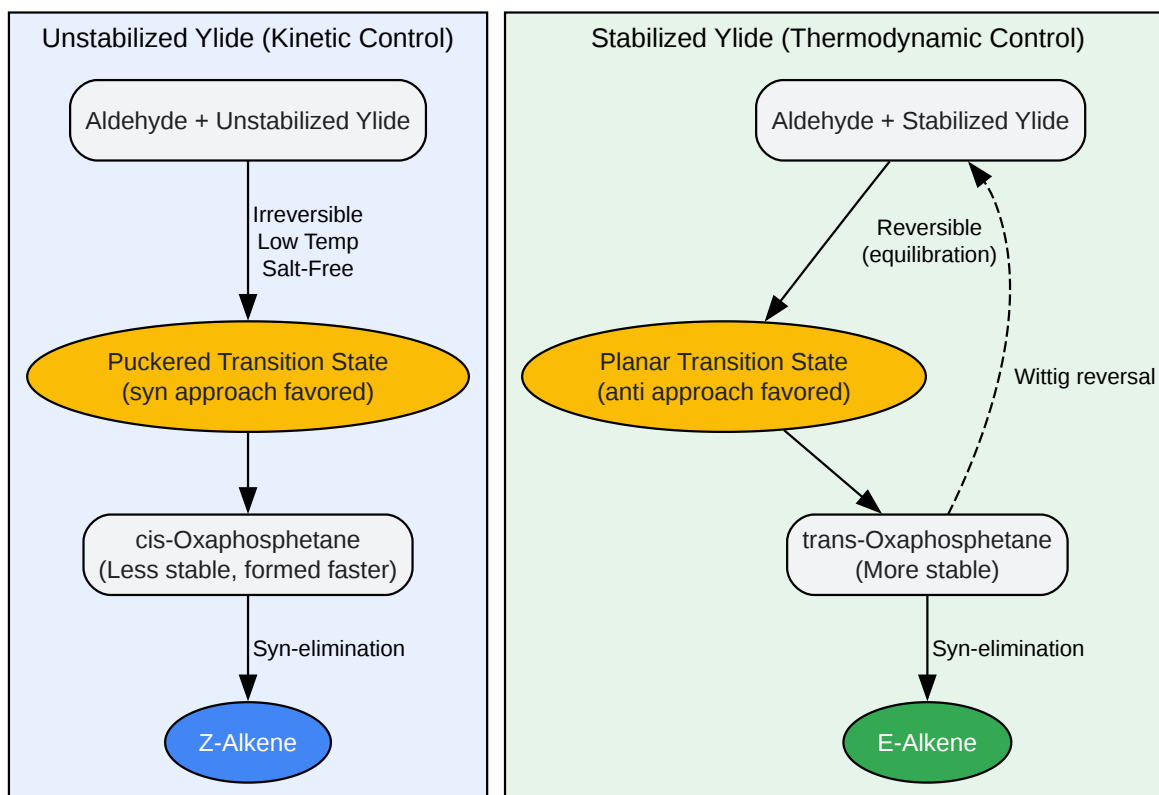 Unstabilized Ylide (Kinetic Control)
Aldehyde + Unstabilized Ylide
Irreversible
Low Temp
Salt-Free
Puckered Transition State
(syn approach favored)
cis-Oxaphosphetane
(Less stable, formed faster)
Syn-elimination
Z-Alkene
Stabilized Ylide (Thermodynamic Control)
Aldehyde + Stabilized Ylide
Reversible
(equilibration)
Planar Transition State
(anti approach favored)
Wittig reversal
trans-Oxaphosphetane
(More stable)
Syn-elimination
E-Alkene